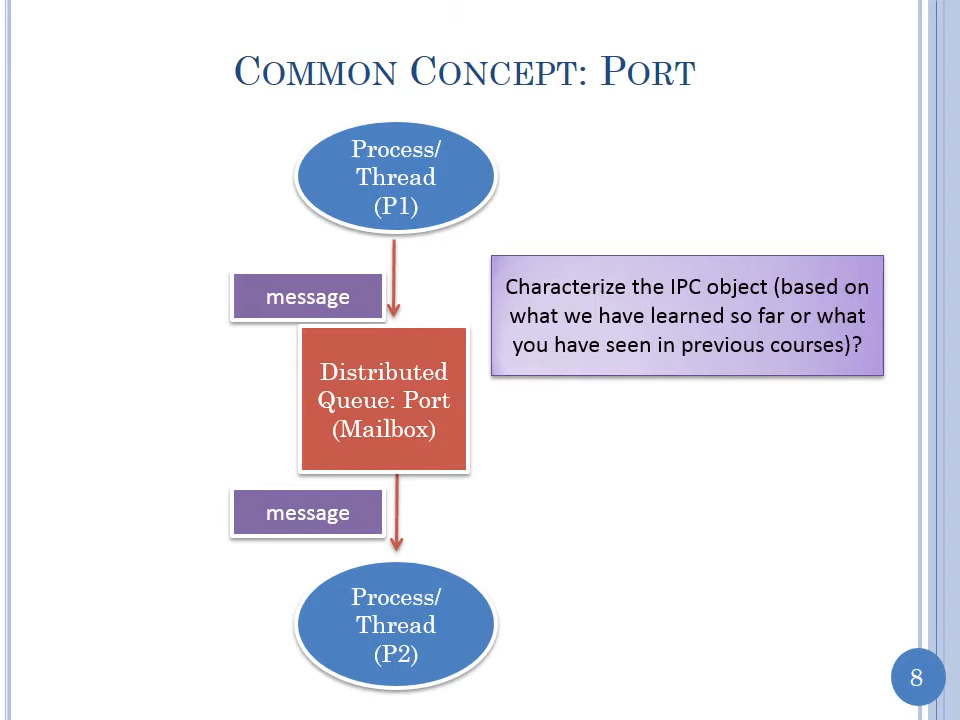 COMMON CONCEPT: PORT
Process/
Thread
(P1)
message
Characterize the IPC object (based on
what we have learned so far or what
you have seen in previous courses)?
Distributed
Queue: Port
(Mailbox)
message
Process/
Thread
(P2)
8